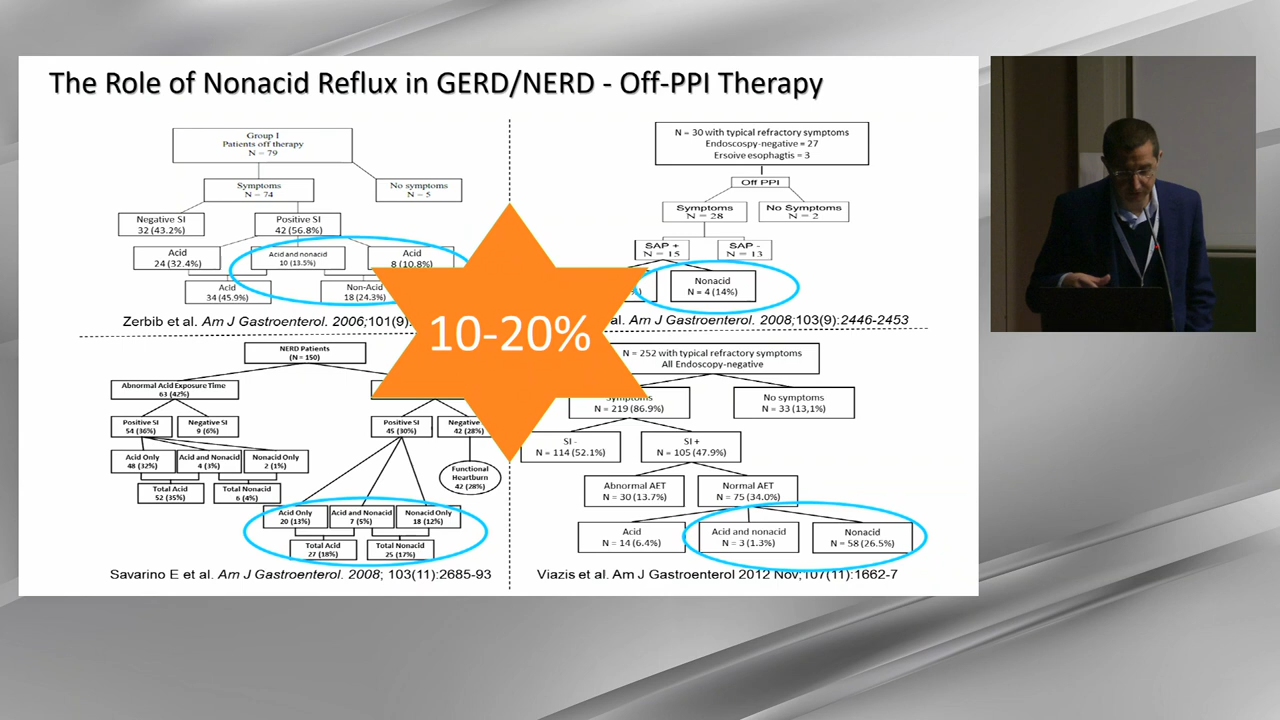 The Role of Nonacid Reflux in GERD/NERD - Off-PPI Therapy
Group I
Patients off therapy
N = 79
Symptoms
N = 74
No symptoms
N = 5
Negative SI
32 (43.2%)
Positive SI
42 (56.8%)
Acid
24 (32.4%)
Acid and nonacid
10 (13.5%)
Acid
8 (10.8%)
Acid
34 (45.9%)
Non-Acid
18 (24.3%)
Zerbib et al. Am J Gastroenterol. 2006;101(9)
N = 30 with typical refractory symptoms
Endoscospy-negative = 27
Ersoive esophagtis = 3
Off PPI
Symptoms
N = 28
No Symptoms
N = 2
SAP +
N = 15
SAP -
N = 13
%)
Nonacid
N = 4 (14%)
al. Am J Gastroenterol. 2008;103(9):2446-2453
10-20%
NERD Patients
(N = 150)
Abnormal Acid Exposure Time
63 (42%)
Positive SI
54 (36%)
Negative SI
9 (6%)
Positive SI
45 (30%)
Negative
42 (28%)
Acid Only
48 (32%)
Acid and Nonacid
4 (3%)
Nonacid Only
2 (1%)
Functional
Heartburn
42 (28%)
Total Acid
52 (35%)
Total Nonacid
6 (4%)
Acid Only
20 (13%)
Acid and Nonacid
7 (5%)
Nonacid Only
18 (12%)
Total Acid
27 (18%)
Total Nonacid
25 (17%)
Savarino E et al. Am J Gastroenterol. 2008; 103(11):2685-93
N = 252 with typical refractory symptoms
All Endoscopy-negative
Symptoms
N = 219 (86.9%)
No symptoms
N = 33 (13,1%)
SI -
N = 114 (52.1%)
SI +
N = 105 (47.9%)
Abnormal AET
N = 30 (13.7%)
Normal AET
N = 75 (34.0%)
Acid
N = 14 (6.4%)
Acid and nonacid
N = 3 (1.3%)
Nonacid
N = 58 (26.5%)
Viazis et al. Am J Gastroenterol 2012 Nov;107(11):1662-7